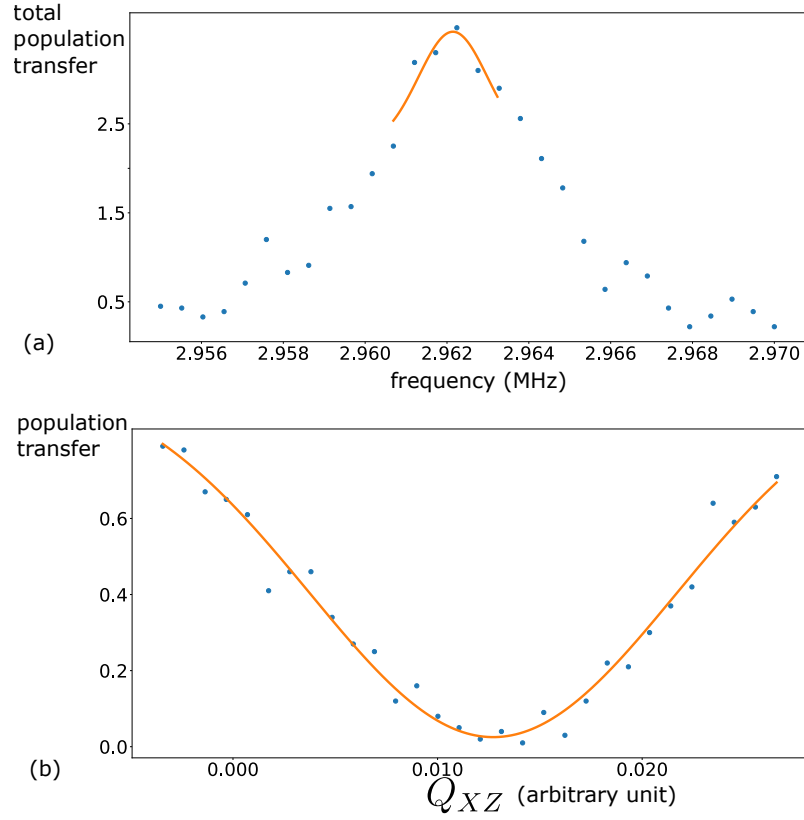 total
population
transfer
2.5
1.5
0.5
2.956 2.958 2.960 2.962 2.964 2.966 2.968 2.970
(a)
frequency (MHz)
population
transfer
0.6
0.4
0.2
0.0
0.000 0.010 0.020
(b)
Q_{XZ} (arbitrary unit)